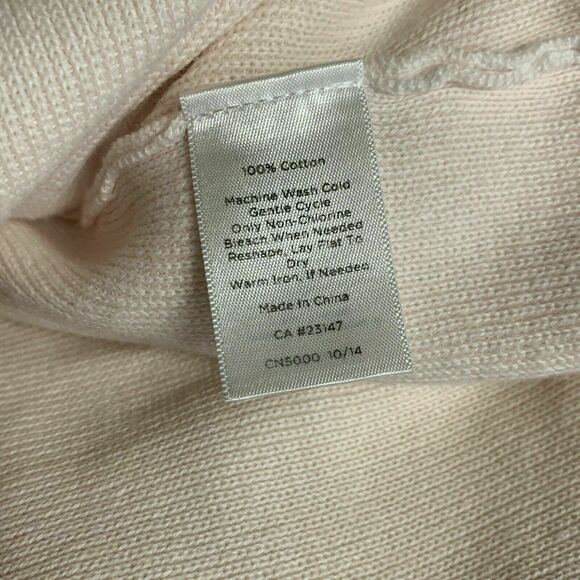 100% Cotton
Machine Wash Cold
Gentle Cycle
Only Non-Chlorine
Bleach When Needed
Reshape, Lay Flat To
Dry
Warm Iron, If Needed
Made In China
CA #23147
CN5000 10/14